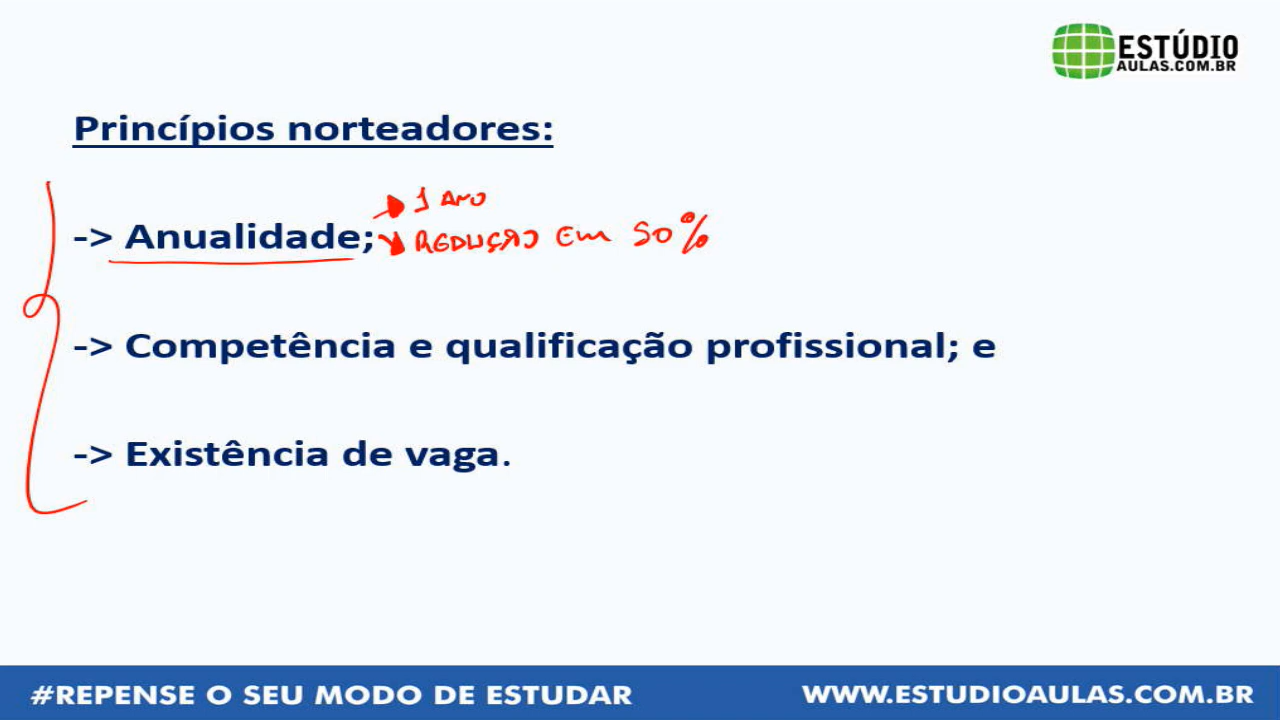 ESTÚDIO
AULAS.COM.BR
Princípios norteadores:
1 ANO
-> Anualidade; REDUÇÃO EM 50%
-> Competência e qualificação profissional; e
-> Existência de vaga.
#REPENSE O SEU MODO DE ESTUDAR
WWW.ESTUDIOAULAS.COM.BR